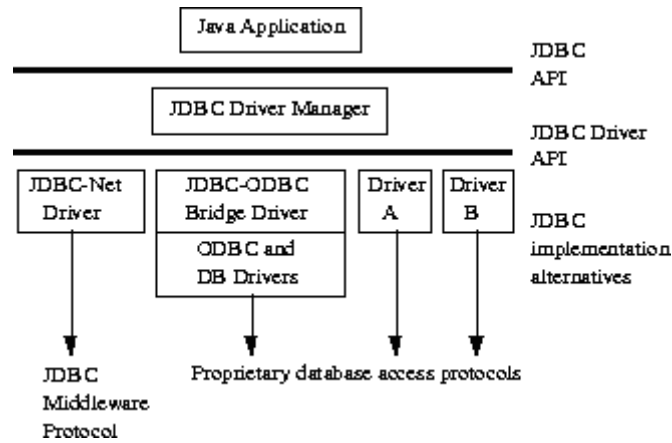 Java Application
JDBC
API
JDBC Driver Manager
JDBC Driver
API
JDBC-Net
Driver
JDBC-ODBC
Bridge Driver
ODBC and
DB Drivers
Driver
A
Driver
B
JDBC
implementation
alternatives
JDBC
Middleware
Protocol
Proprietary database access protocols